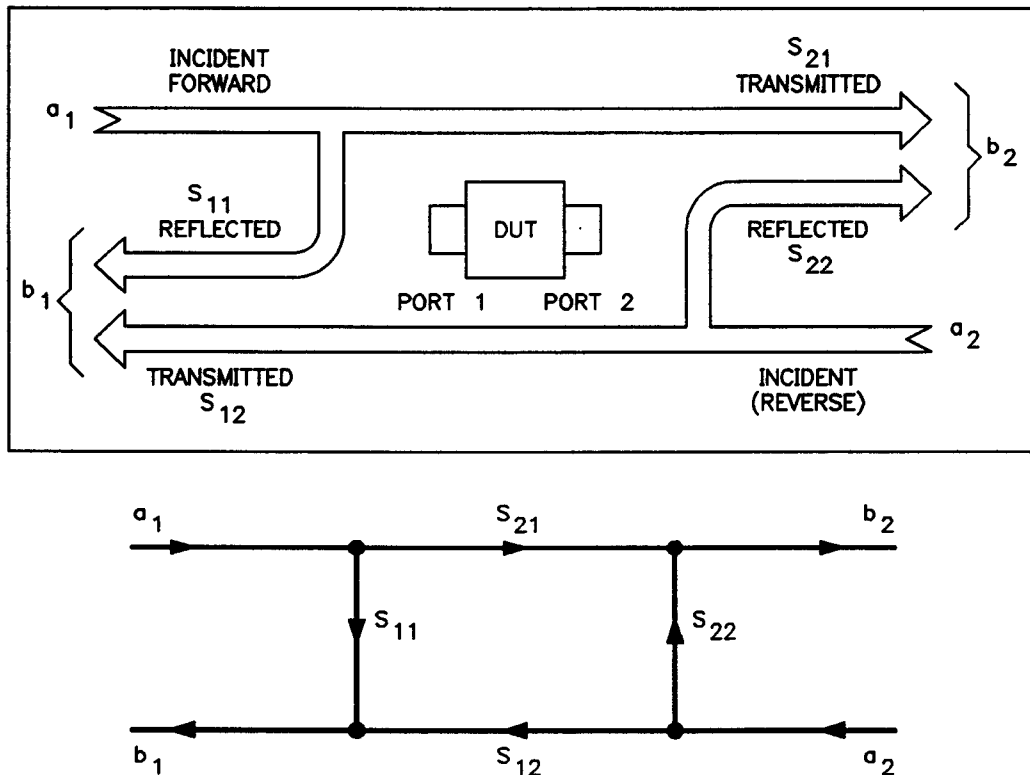 INCIDENT
FORWARD
S21
TRANSMITTED
a1
b2
S11
REFLECTED
DUT
REFLECTED
S22
b1
PORT 1 PORT 2
a2
TRANSMITTED
S12
INCIDENT
(REVERSE)
a1 S21 b2
S11 S22
b1 S12 a2